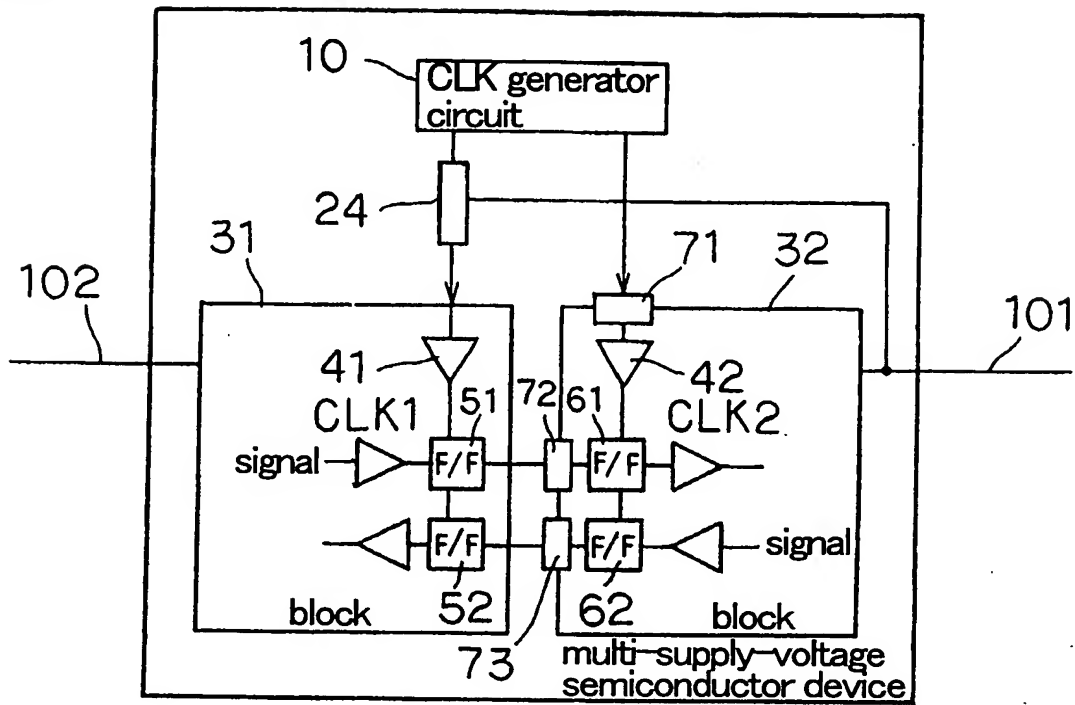 10
CLK generator
circuit
24
31
71
32
102
101
41
42
CLK1
51
72
61
CLK2
signal
F/F
F/F
F/F
F/F
signal
block
52
62
block
73
multi-supply-voltage
semiconductor device